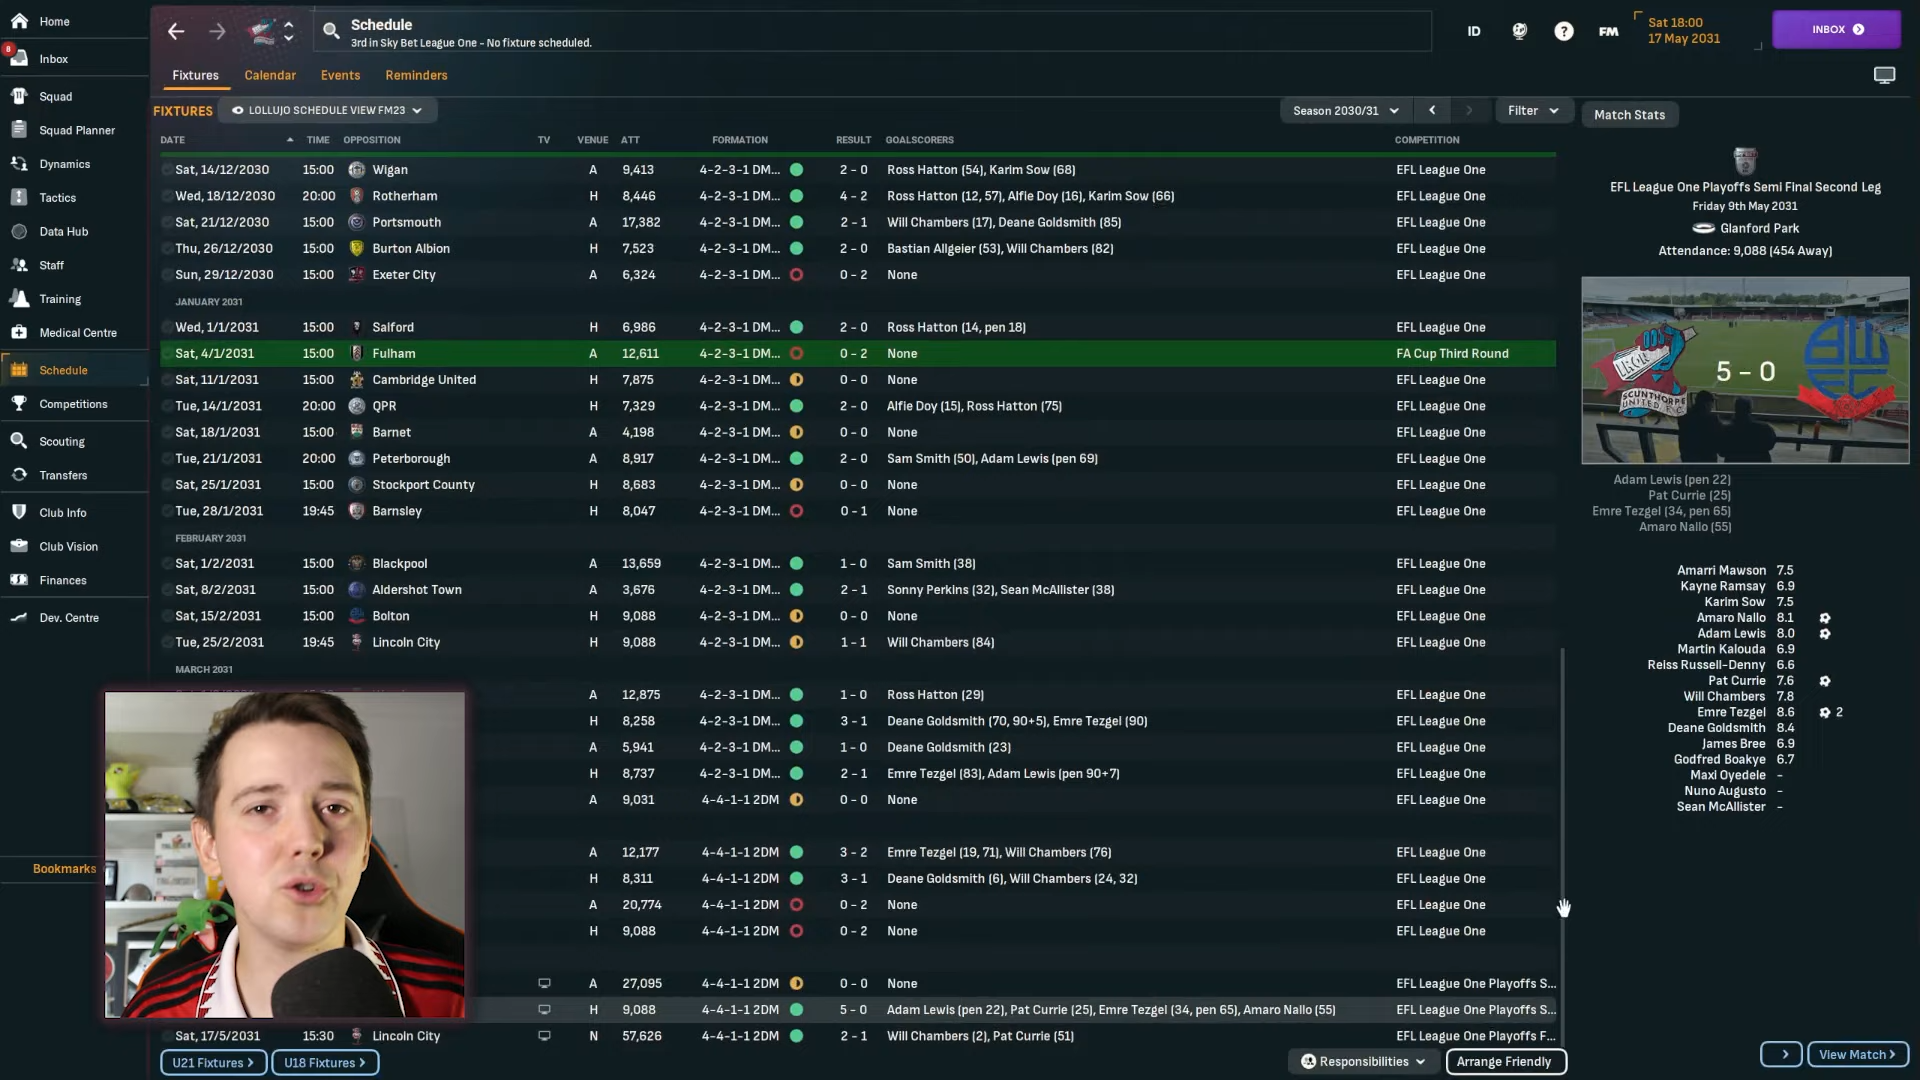 Home
Schedule
3rd in Sky Bet League One - No fixture scheduled.
ID
FM
Sat 18:00
17 May 2031
INBOX
8
Inbox
Squad
Squad Planner
Dynamics
Tactics
Data Hub
Staff
Training
Medical Centre
Schedule
Competitions
Scouting
Transfers
Club Info
Club Vision
Finances
Dev. Centre
Bookmarks
Fixtures Calendar Events Reminders
FIXTURES LOLLUJO SCHEDULE VIEW FM23 Season 2030/31 Filter
DATE TIME OPPOSITION TV VENUE ATT FORMATION RESULT GOALSCORERS COMPETITION
Sat, 14/12/2030 15:00 Wigan A 9,413 4-2-3-1 DM... 2 - 0 Ross Hatton (54), Karim Sow (68) EFL League One
Wed, 18/12/2030 20:00 Rotherham H 8,446 4-2-3-1 DM... 4 - 2 Ross Hatton (12, 57), Alfie Doy (16), Karim Sow (66) EFL League One
Sat, 21/12/2030 15:00 Portsmouth A 17,382 4-2-3-1 DM... 2 - 1 Will Chambers (17), Deane Goldsmith (85) EFL League One
Thu, 26/12/2030 15:00 Burton Albion H 7,523 4-2-3-1 DM... 2 - 0 Bastian Allgeier (53), Will Chambers (82) EFL League One
Sun, 29/12/2030 15:00 Exeter City A 6,324 4-2-3-1 DM... 0 - 2 None EFL League One
JANUARY 2031
Wed, 1/1/2031 15:00 Salford H 6,986 4-2-3-1 DM... 2 - 0 Ross Hatton (14, pen 18) EFL League One
Sat, 4/1/2031 15:00 Fulham A 12,611 4-2-3-1 DM... 0 - 2 None FA Cup Third Round
Sat, 11/1/2031 15:00 Cambridge United H 7,875 4-2-3-1 DM... 0 - 0 None EFL League One
Tue, 14/1/2031 20:00 QPR H 7,329 4-2-3-1 DM... 2 - 0 Alfie Doy (15), Ross Hatton (75) EFL League One
Sat, 18/1/2031 15:00 Barnet A 4,198 4-2-3-1 DM... 0 - 0 None EFL League One
Tue, 21/1/2031 20:00 Peterborough A 8,917 4-2-3-1 DM... 2 - 0 Sam Smith (50), Adam Lewis (pen 69) EFL League One
Sat, 25/1/2031 15:00 Stockport County H 8,683 4-2-3-1 DM... 0 - 0 None EFL League One
Tue, 28/1/2031 19:45 Barnsley H 8,047 4-2-3-1 DM... 0 - 1 None EFL League One
FEBRUARY 2031
Sat, 1/2/2031 15:00 Blackpool A 13,659 4-2-3-1 DM... 1 - 0 Sam Smith (38) EFL League One
Sat, 8/2/2031 15:00 Aldershot Town A 3,676 4-2-3-1 DM... 2 - 1 Sonny Perkins (32), Sean McAllister (38) EFL League One
Sat, 15/2/2031 15:00 Bolton H 9,088 4-2-3-1 DM... 0 - 0 None EFL League One
Tue, 25/2/2031 19:45 Lincoln City H 9,088 4-2-3-1 DM... 1 - 1 Will Chambers (84) EFL League One
MARCH 2031
A 12,875 4-2-3-1 DM... 1 - 0 Ross Hatton (29) EFL League One
H 8,258 4-2-3-1 DM... 3 - 1 Deane Goldsmith (70, 90+5), Emre Tezgel (90) EFL League One
A 5,941 4-2-3-1 DM... 1 - 0 Deane Goldsmith (23) EFL League One
H 8,737 4-2-3-1 DM... 2 - 1 Emre Tezgel (83), Adam Lewis (pen 90+7) EFL League One
A 9,031 4-4-1-1 2DM 0 - 0 None EFL League One
A 12,177 4-4-1-1 2DM 3 - 2 Emre Tezgel (19, 71), Will Chambers (76) EFL League One
H 8,311 4-4-1-1 2DM 3 - 1 Deane Goldsmith (6), Will Chambers (24, 32) EFL League One
A 20,774 4-4-1-1 2DM 0 - 2 None EFL League One
H 9,088 4-4-1-1 2DM 0 - 2 None EFL League One
A 27,095 4-4-1-1 2DM 0 - 0 None EFL League One Playoffs S...
H 9,088 4-4-1-1 2DM 5 - 0 Adam Lewis (pen 22), Pat Currie (25), Emre Tezgel (34, pen 65), Amaro Nallo (55) EFL League One Playoffs S...
Sat, 17/5/2031 15:30 Lincoln City N 57,626 4-4-1-1 2DM 2 - 1 Will Chambers (2), Pat Currie (51) EFL League One Playoffs F...
U21 Fixtures > U18 Fixtures > Responsibilities Arrange Friendly
Match Stats
EFL League One Playoffs Semi Final Second Leg
Friday 9th May 2031
Glanford Park
Attendance: 9,088 (454 Away)
5 - 0
SCUNTHORPE
UNITED F.C.
Adam Lewis (pen 22)
Pat Currie (25)
Emre Tezgel (34, pen 65)
Amaro Nallo (55)
Amarri Mawson 7.5
Kayne Ramsay 6.9
Karim Sow 7.5
Amaro Nallo 8.1
Adam Lewis 8.0
Martin Kalouda 6.9
Reiss Russell-Denny 6.6
Pat Currie 7.6
Will Chambers 7.8
Emre Tezgel 8.6 2
Deane Goldsmith 8.4
James Bree 6.9
Godfred Boakye 6.7
Maxi Oyedele -
Nuno Augusto -
Sean McAllister -
View Match >